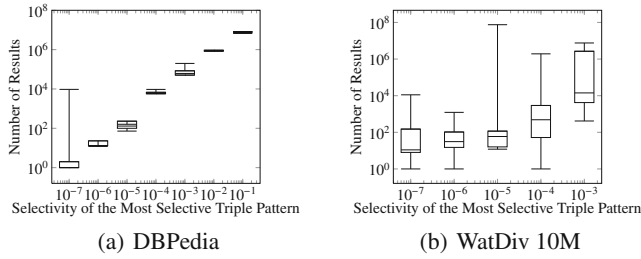 10^8
10^6
10^4
10^2
10^0
Number of Results
10^-7 10^-6 10^-5 10^-4 10^-3 10^-2 10^-1
Selectivity of the Most Selective Triple Pattern
(a) DBPedia
10^8
10^6
10^4
10^2
10^0
Number of Results
10^-7 10^-6 10^-5 10^-4 10^-3
Selectivity of the Most Selective Triple Pattern
(b) WatDiv 10M